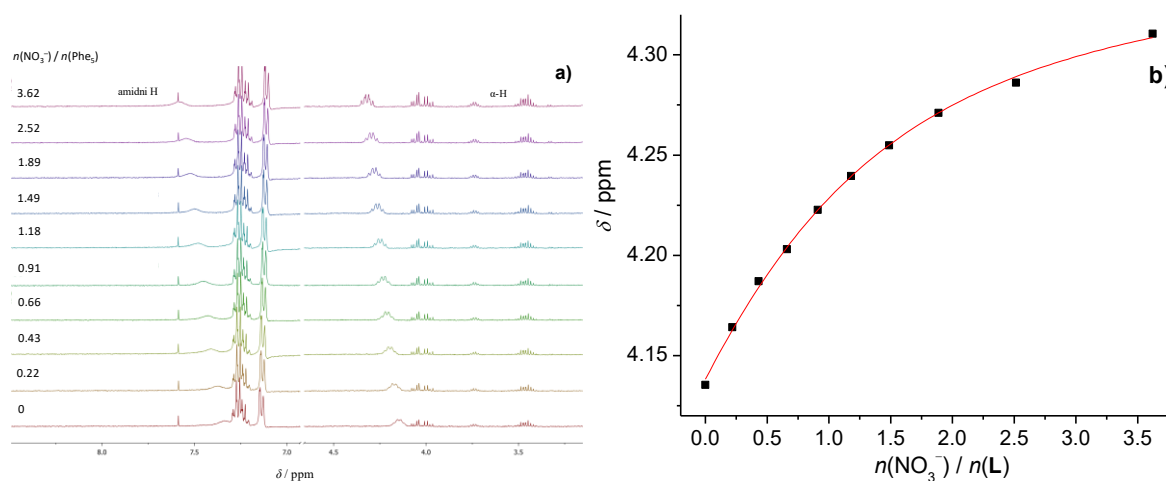 n(NO₃⁻) / n(Phe₅)
a)
amidni H
α-H
3.62
2.52
1.89
1.49
1.18
0.91
0.66
0.43
0.22
0
8.0 7.5 7.0 4.5 4.0 3.5
δ / ppm
b)
4.30
4.25
4.20
4.15
δ / ppm
0.0 0.5 1.0 1.5 2.0 2.5 3.0 3.5
n(NO₃⁻) / n(L)